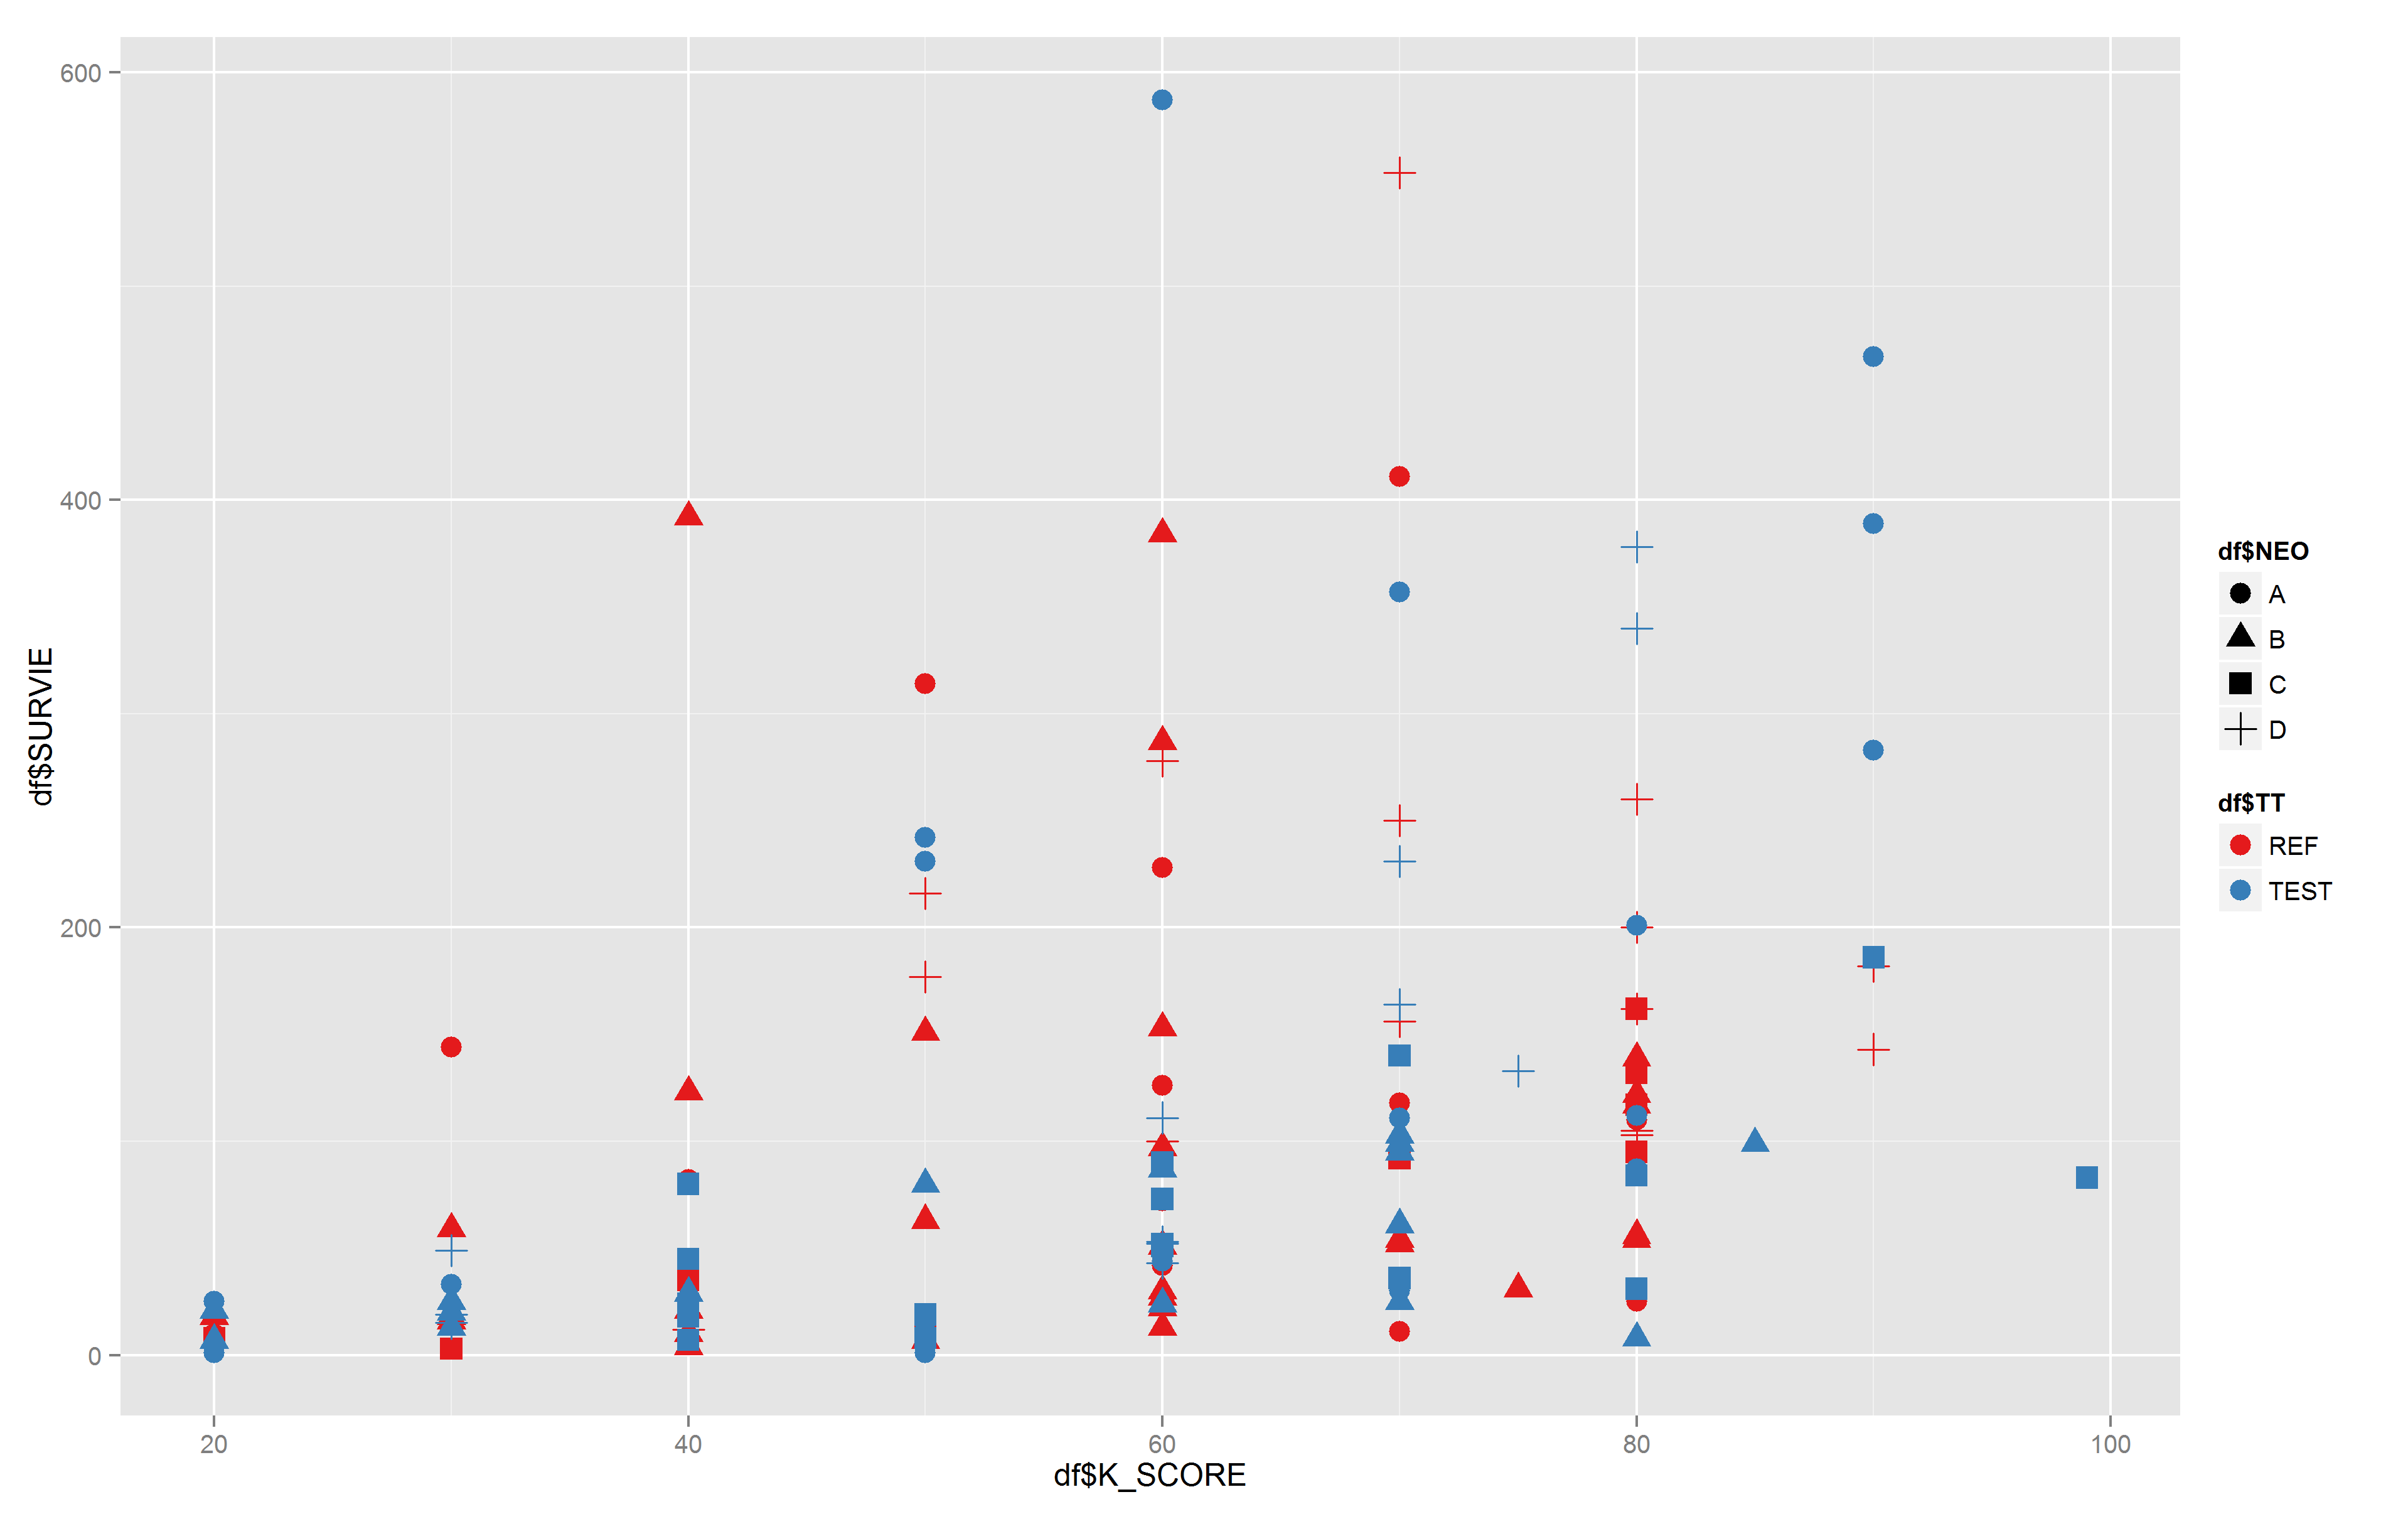 600
400
200
0
df$SURVIE
20 40 60 80 100
df$K_SCORE
df$NEO
A
B
C
D
df$TT
REF
TEST